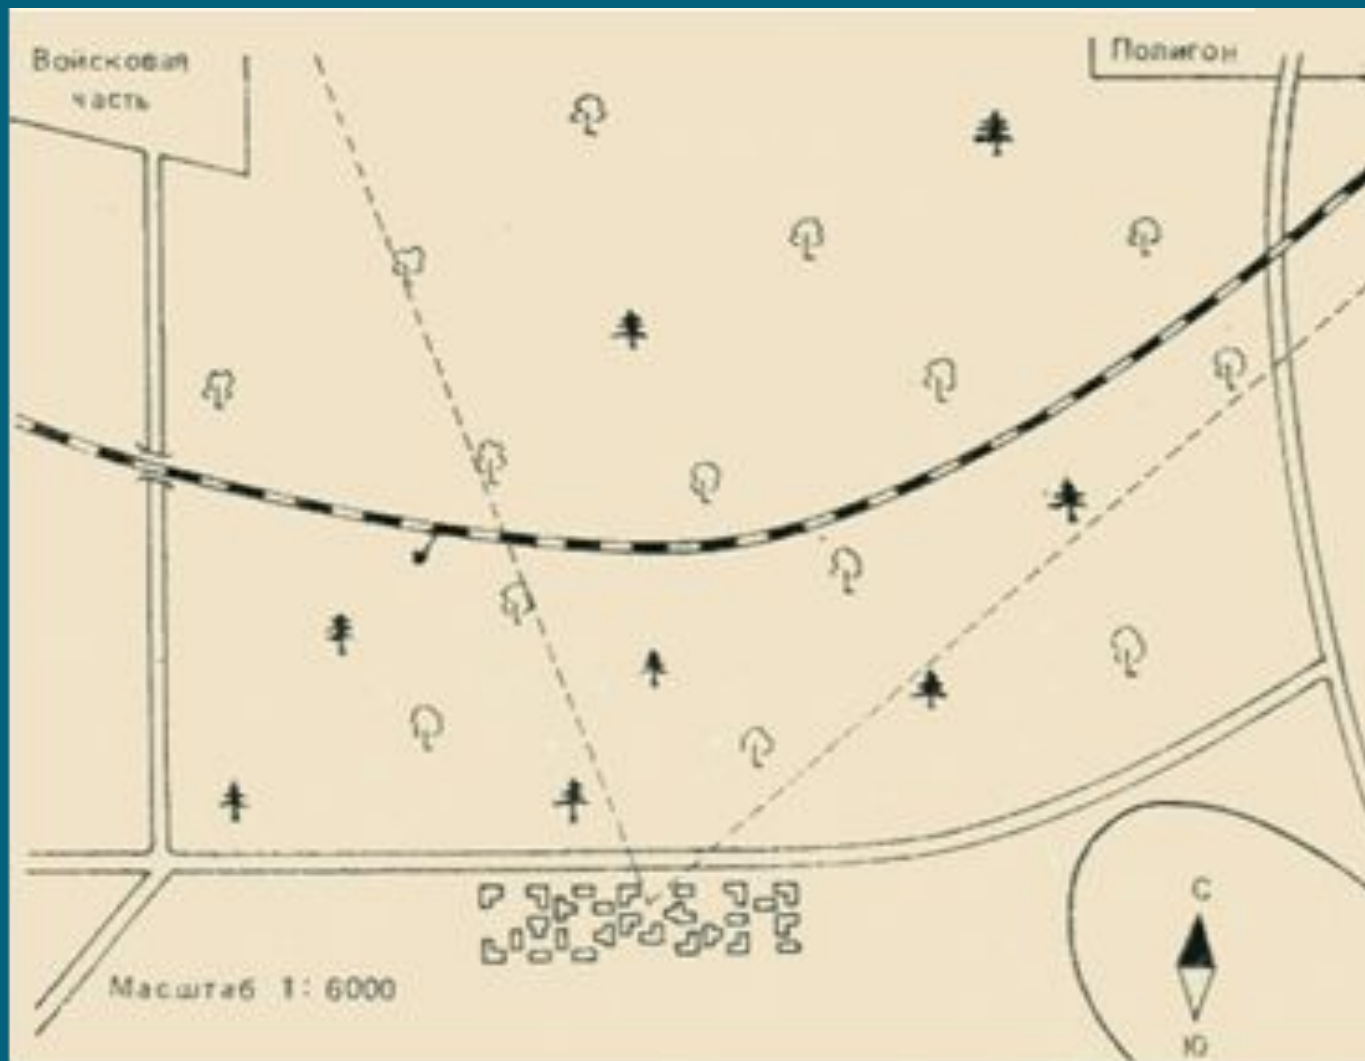 Войсковая
часть
Полигон
Масштаб 1:6000
С
Ю